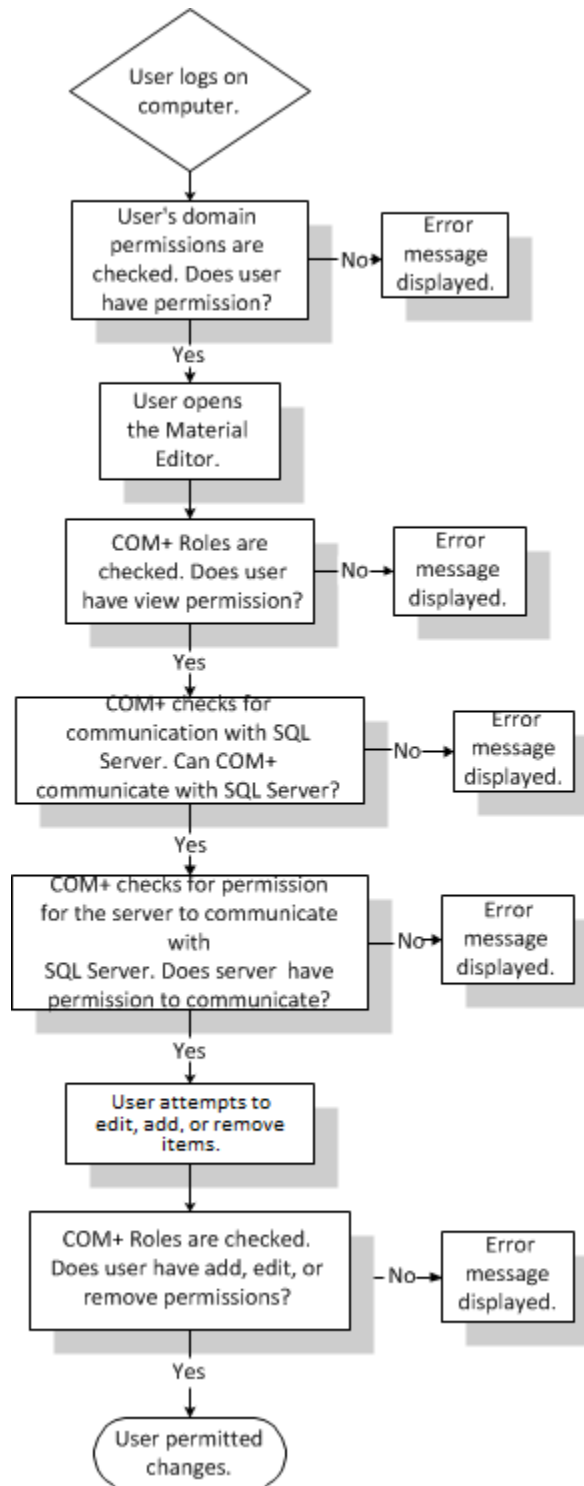 User logs on
computer.
User's domain
permissions are
checked. Does user
have permission?
No
Error
message
displayed.
Yes
User opens
the Material
Editor.
COM+ Roles are
checked. Does user
have view permission?
No
Error
message
displayed.
Yes
COM+ checks for
communication with SQL
Server. Can COM+
communicate with SQL Server?
No
Error
message
displayed.
Yes
COM+ checks for permission
for the server to communicate
with
SQL Server. Does server have
permission to communicate?
No
Error
message
displayed.
Yes
User attempts to
edit, add, or remove
items.
COM+ Roles are checked.
Does user have add, edit, or
remove permissions?
No
Error
message
displayed.
Yes
User permitted
changes.